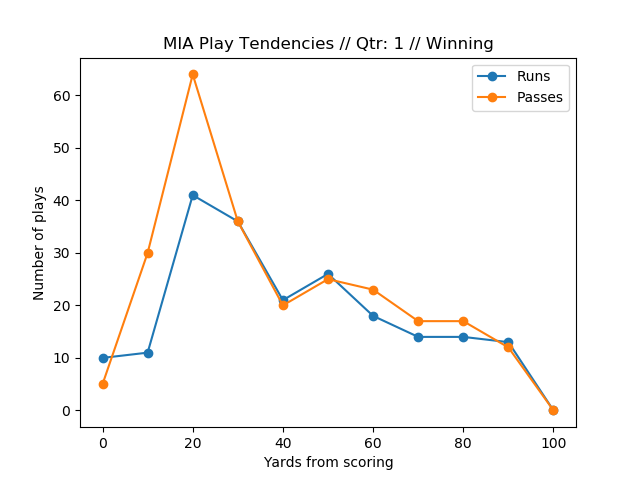 MIA Play Tendencies // Qtr: 1 // Winning
Runs
Passes
Number of plays
60
50
40
30
20
10
0
0 20 40 60 80 100
Yards from scoring